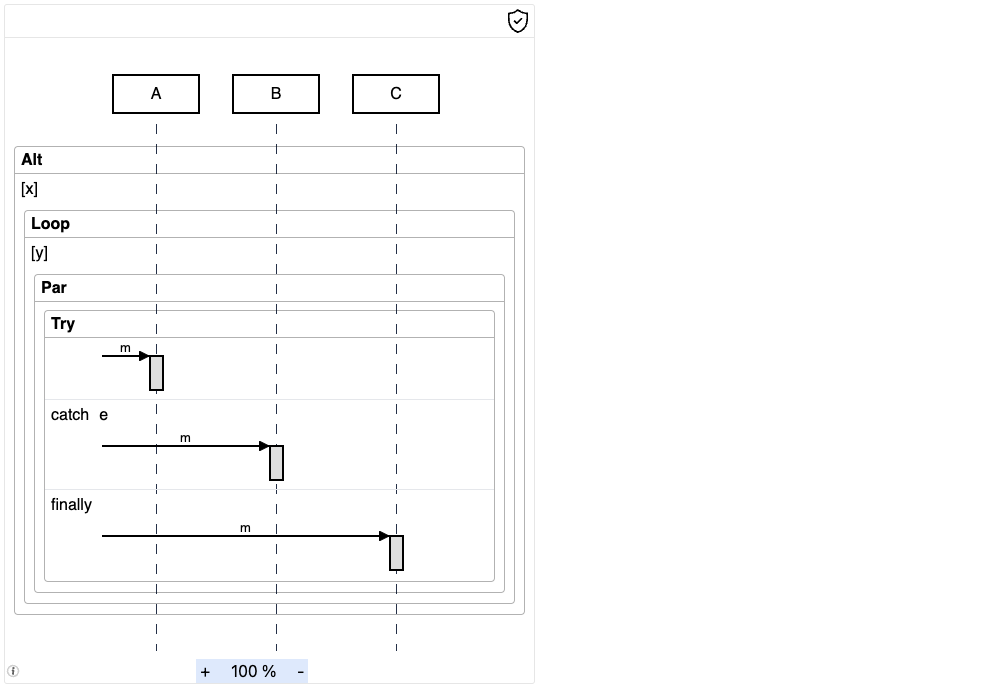 A B C
Alt
[x]
Loop
[y]
Par
Try
m
catch e
m
finally
m
+ 100 % -